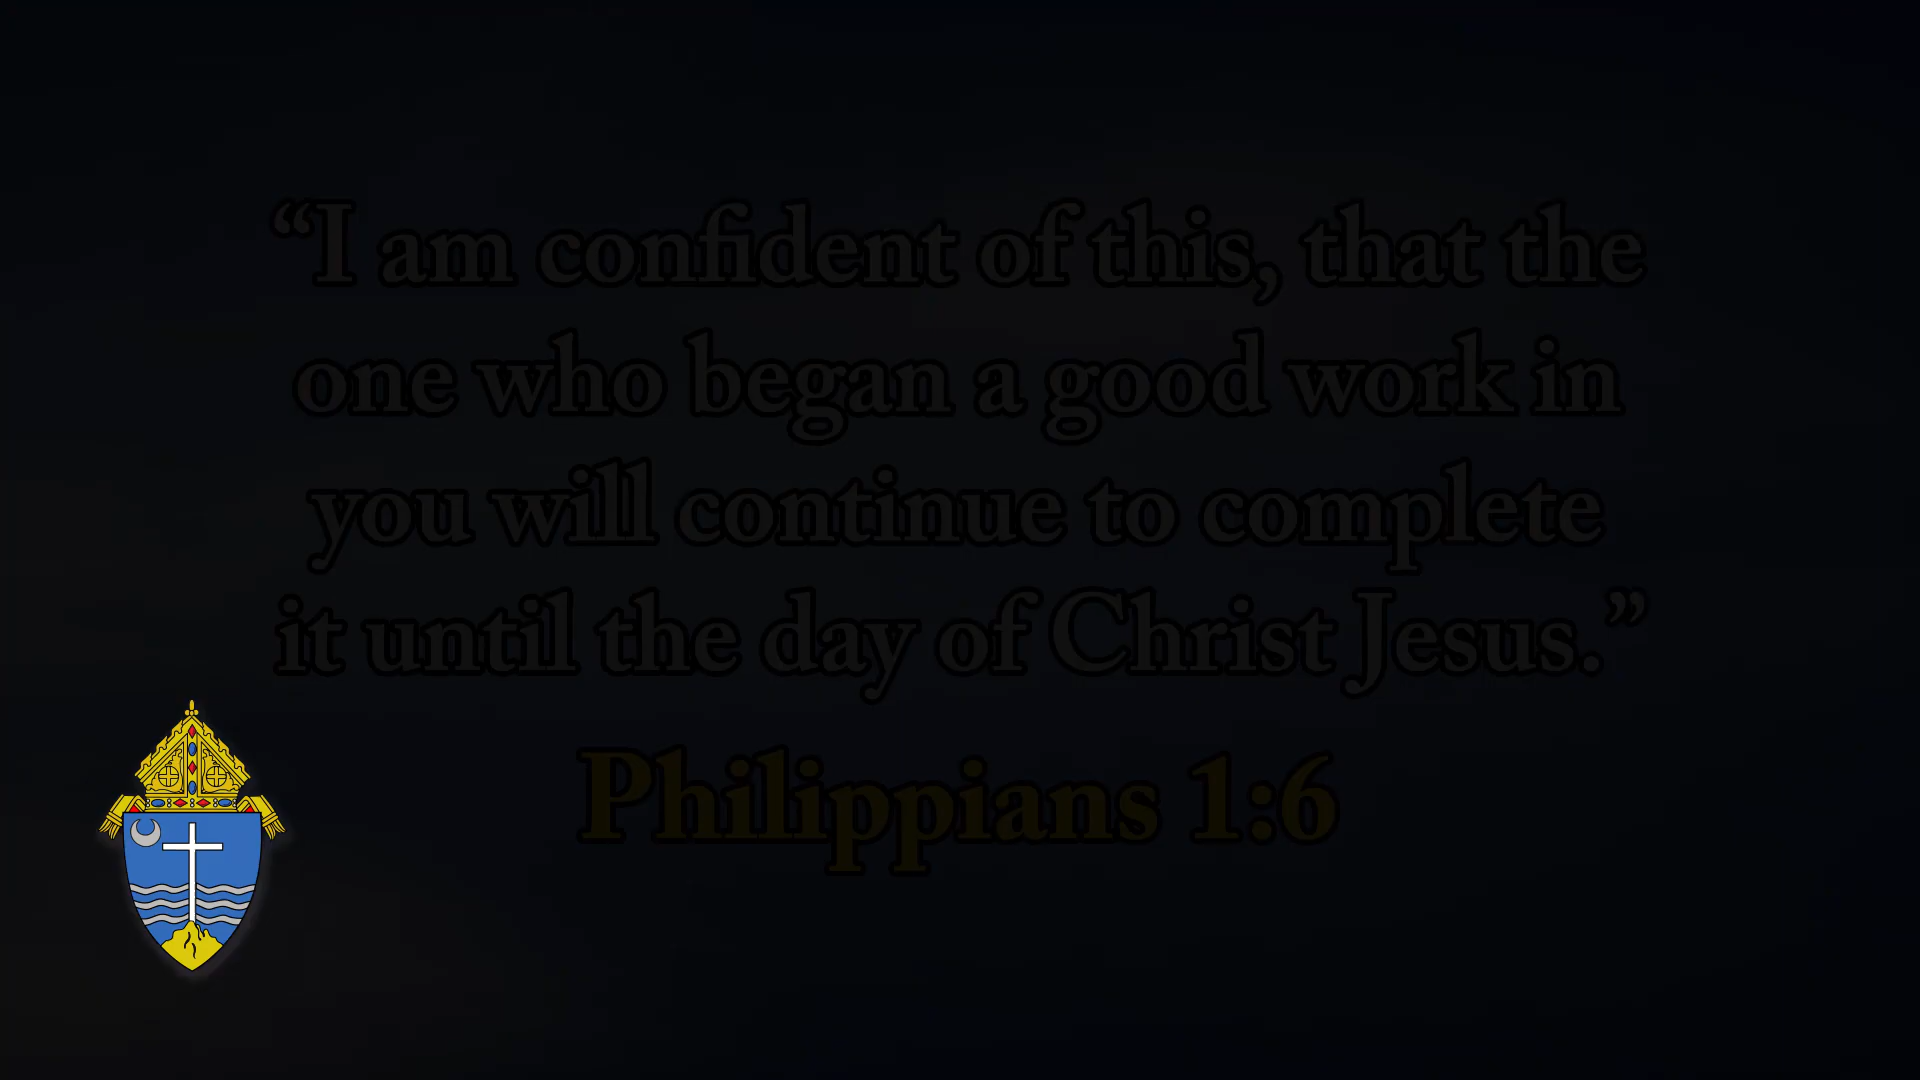 “I am confident of this, that the
one who began a good work in
you will continue to complete
it until the day of Christ Jesus.”
Philippians 1:6